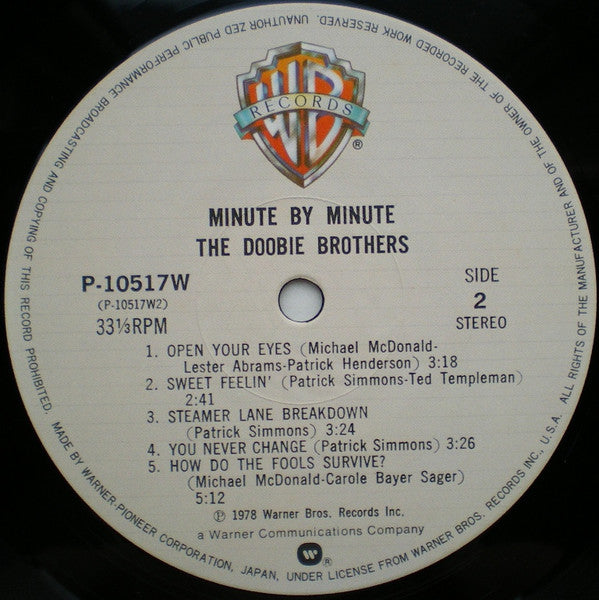 WB
RECORDS
®
MINUTE BY MINUTE
THE DOOBIE BROTHERS
P-10517W
(P-10517W2)
33⅓RPM
SIDE
2
STEREO
1. OPEN YOUR EYES (Michael McDonald-
Lester Abrams-Patrick Henderson) 3:18
2. SWEET FEELIN' (Patrick Simmons-Ted Templeman)
2:41
3. STEAMER LANE BREAKDOWN
(Patrick Simmons) 3:24
4. YOU NEVER CHANGE (Patrick Simmons) 3:26
5. HOW DO THE FOOLS SURVIVE?
(Michael McDonald-Carole Bayer Sager)
5:12
℗ 1978 Warner Bros. Records Inc.
a Warner Communications Company
®
MADE BY WARNER-PIONEER CORPORATION, JAPAN, UNDER LICENSE FROM WARNER BROS. RECORDS INC., U.S.A. ALL RIGHTS OF THE MANUFACTURER AND OF THE OWNER OF THE RECORDED WORK RESERVED. UNAUTHORIZED PUBLIC PERFORMANCE BROADCASTING AND COPYING OF THIS RECORD PROHIBITED.